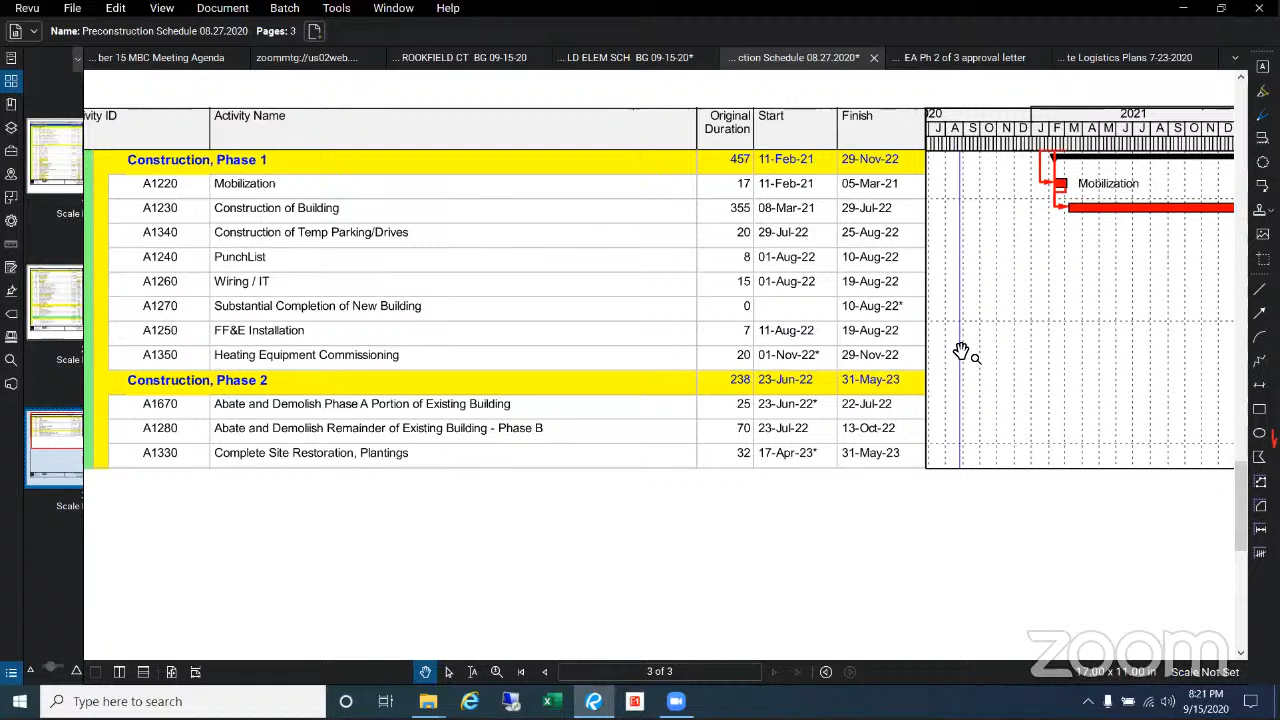 Revu File Edit View Document Batch Tools Window Help
Name: Preconstruction Schedule 08.27.2020 Pages: 3
... ber 15 MBC Meeting Agenda zoommtg://us02web.... ... ROOKFIELD CT BG 09-15-20 ... LD ELEM SCH BG 09-15-20* ... ction Schedule 08.27.2020* EA Ph 2 of 3 approval letter ... te Logistics Plans 7-23-2020
ivity ID Activity Name Original Duration Start Finish 020 2021
J A S O N D J F M A M J J A S O N D
Construction, Phase 1 457 11-Feb-21 29-Nov-22
A1220 Mobilization 17 11-Feb-21 05-Mar-21 Mobilization
A1230 Construction of Building 355 08-Mar-21 29-Jul-22
A1340 Construction of Temp Parking/Drives 20 29-Jul-22 25-Aug-22
A1240 PunchList 8 01-Aug-22 10-Aug-22
A1260 Wiring / IT 15 01-Aug-22 19-Aug-22
A1270 Substantial Completion of New Building 0 10-Aug-22*
A1250 FF&E Installation 7 11-Aug-22 19-Aug-22
A1350 Heating Equipment Commissioning 20 01-Nov-22* 29-Nov-22
Construction, Phase 2 238 23-Jun-22 31-May-23
A1670 Abate and Demolish Phase A Portion of Existing Building 25 23-Jun-22* 22-Jul-22
A1280 Abate and Demollish Remainder of Existing Building - Phase B 70 23-Jul-22 13-Oct-22
A1330 Complete Site Restoration, Plantings 32 17-Apr-23* 31-May-23
Scale
Scale
Scale
zoom
3 of 3 17.00 x 11.00 in Scale Not Set
Type here to search
8:21 PM
9/15/2020